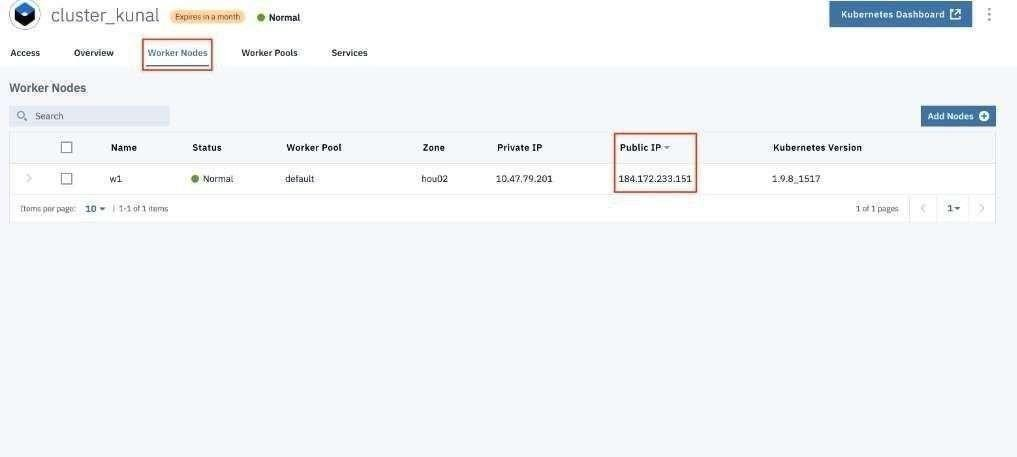 cluster_kunal Expires in a month Normal Kubernetes Dashboard
Access Overview Worker Nodes Worker Pools Services
Worker Nodes
Search Add Nodes
Name Status Worker Pool Zone Private IP Public IP Kubernetes Version
w1 Normal default hou02 10.47.79.201 184.172.233.151 1.9.8_1517
Items per page: 10 | 1-1 of 1 items 1 of 1 pages 1